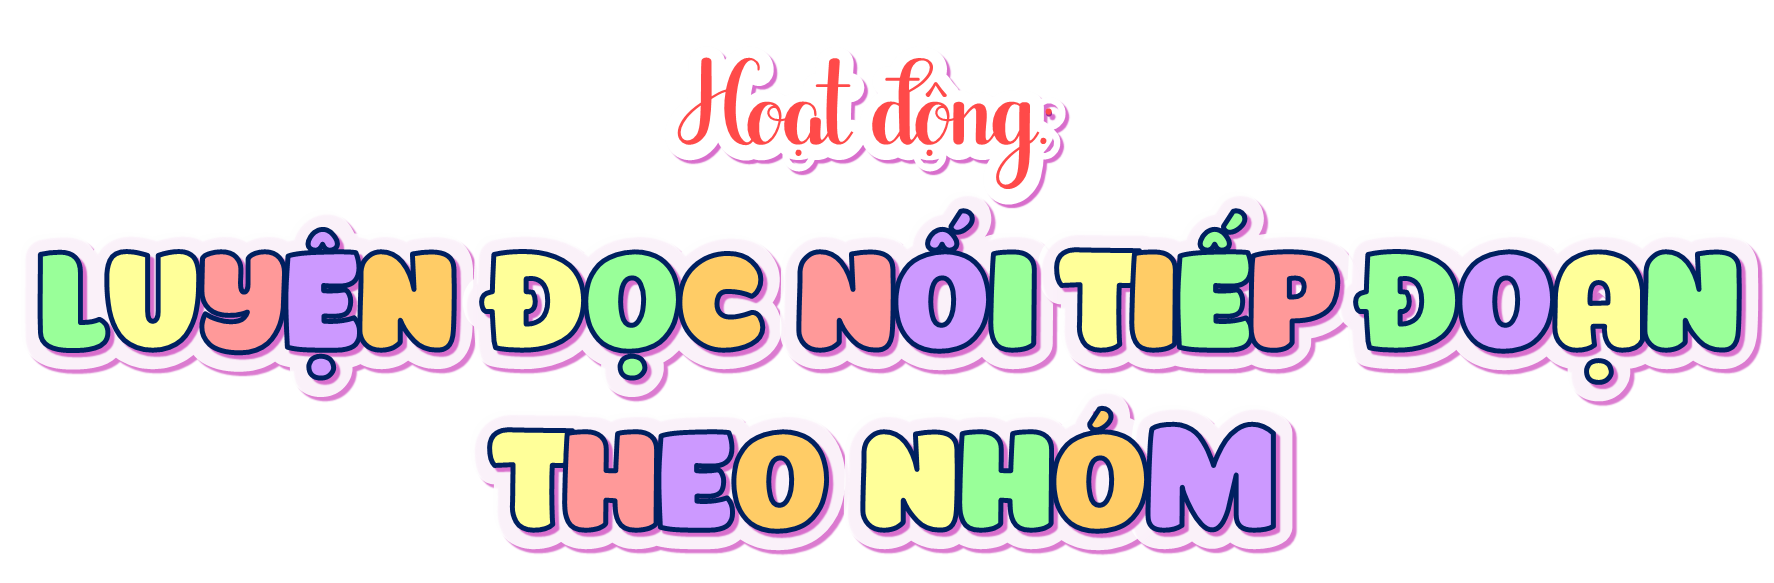 Hoạt động:
LUYỆN ĐỌC NỐI TIẾP ĐOẠN
THEO NHÓM